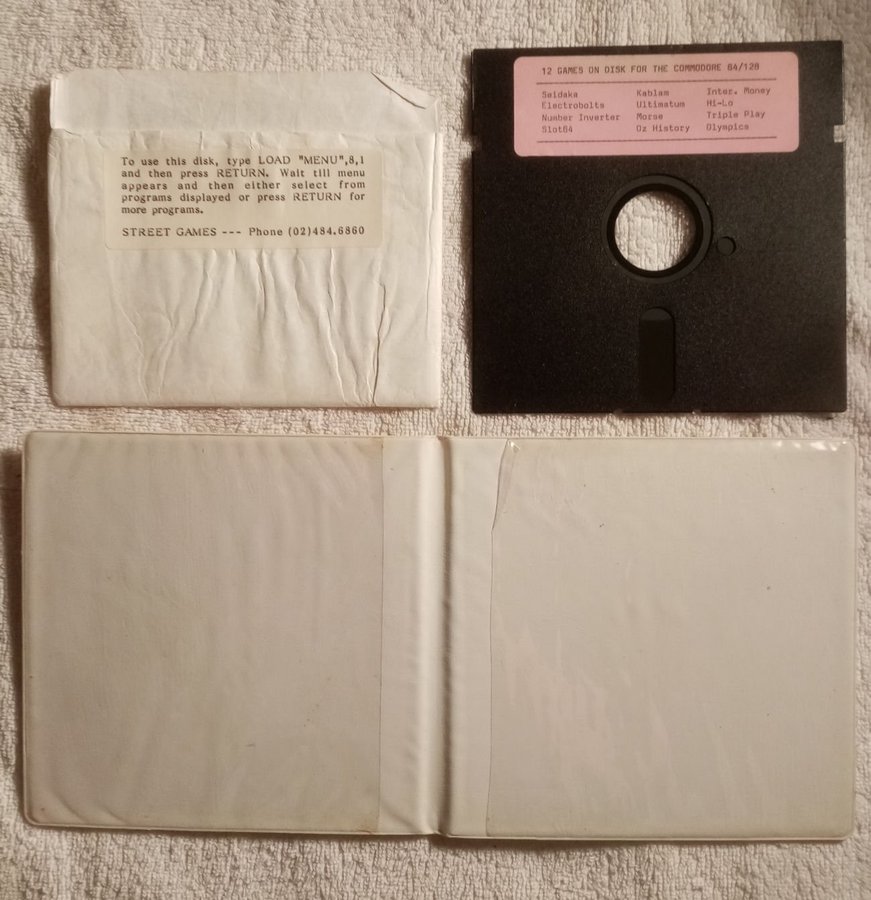 To use this disk, type LOAD "MENU",8,1
and then press RETURN. Wait till menu
appears and then either select from
programs displayed or press RETURN for
more programs.
STREET GAMES --- Phone (02)484.6860
12 GAMES ON DISK FOR THE COMMODORE 64/128
Saidaka Kablam Inter. Money
Electrobolts Ultimatum Hi-Lo
Number Inverter Morse Triple Play
Slot64 Oz History Olympics